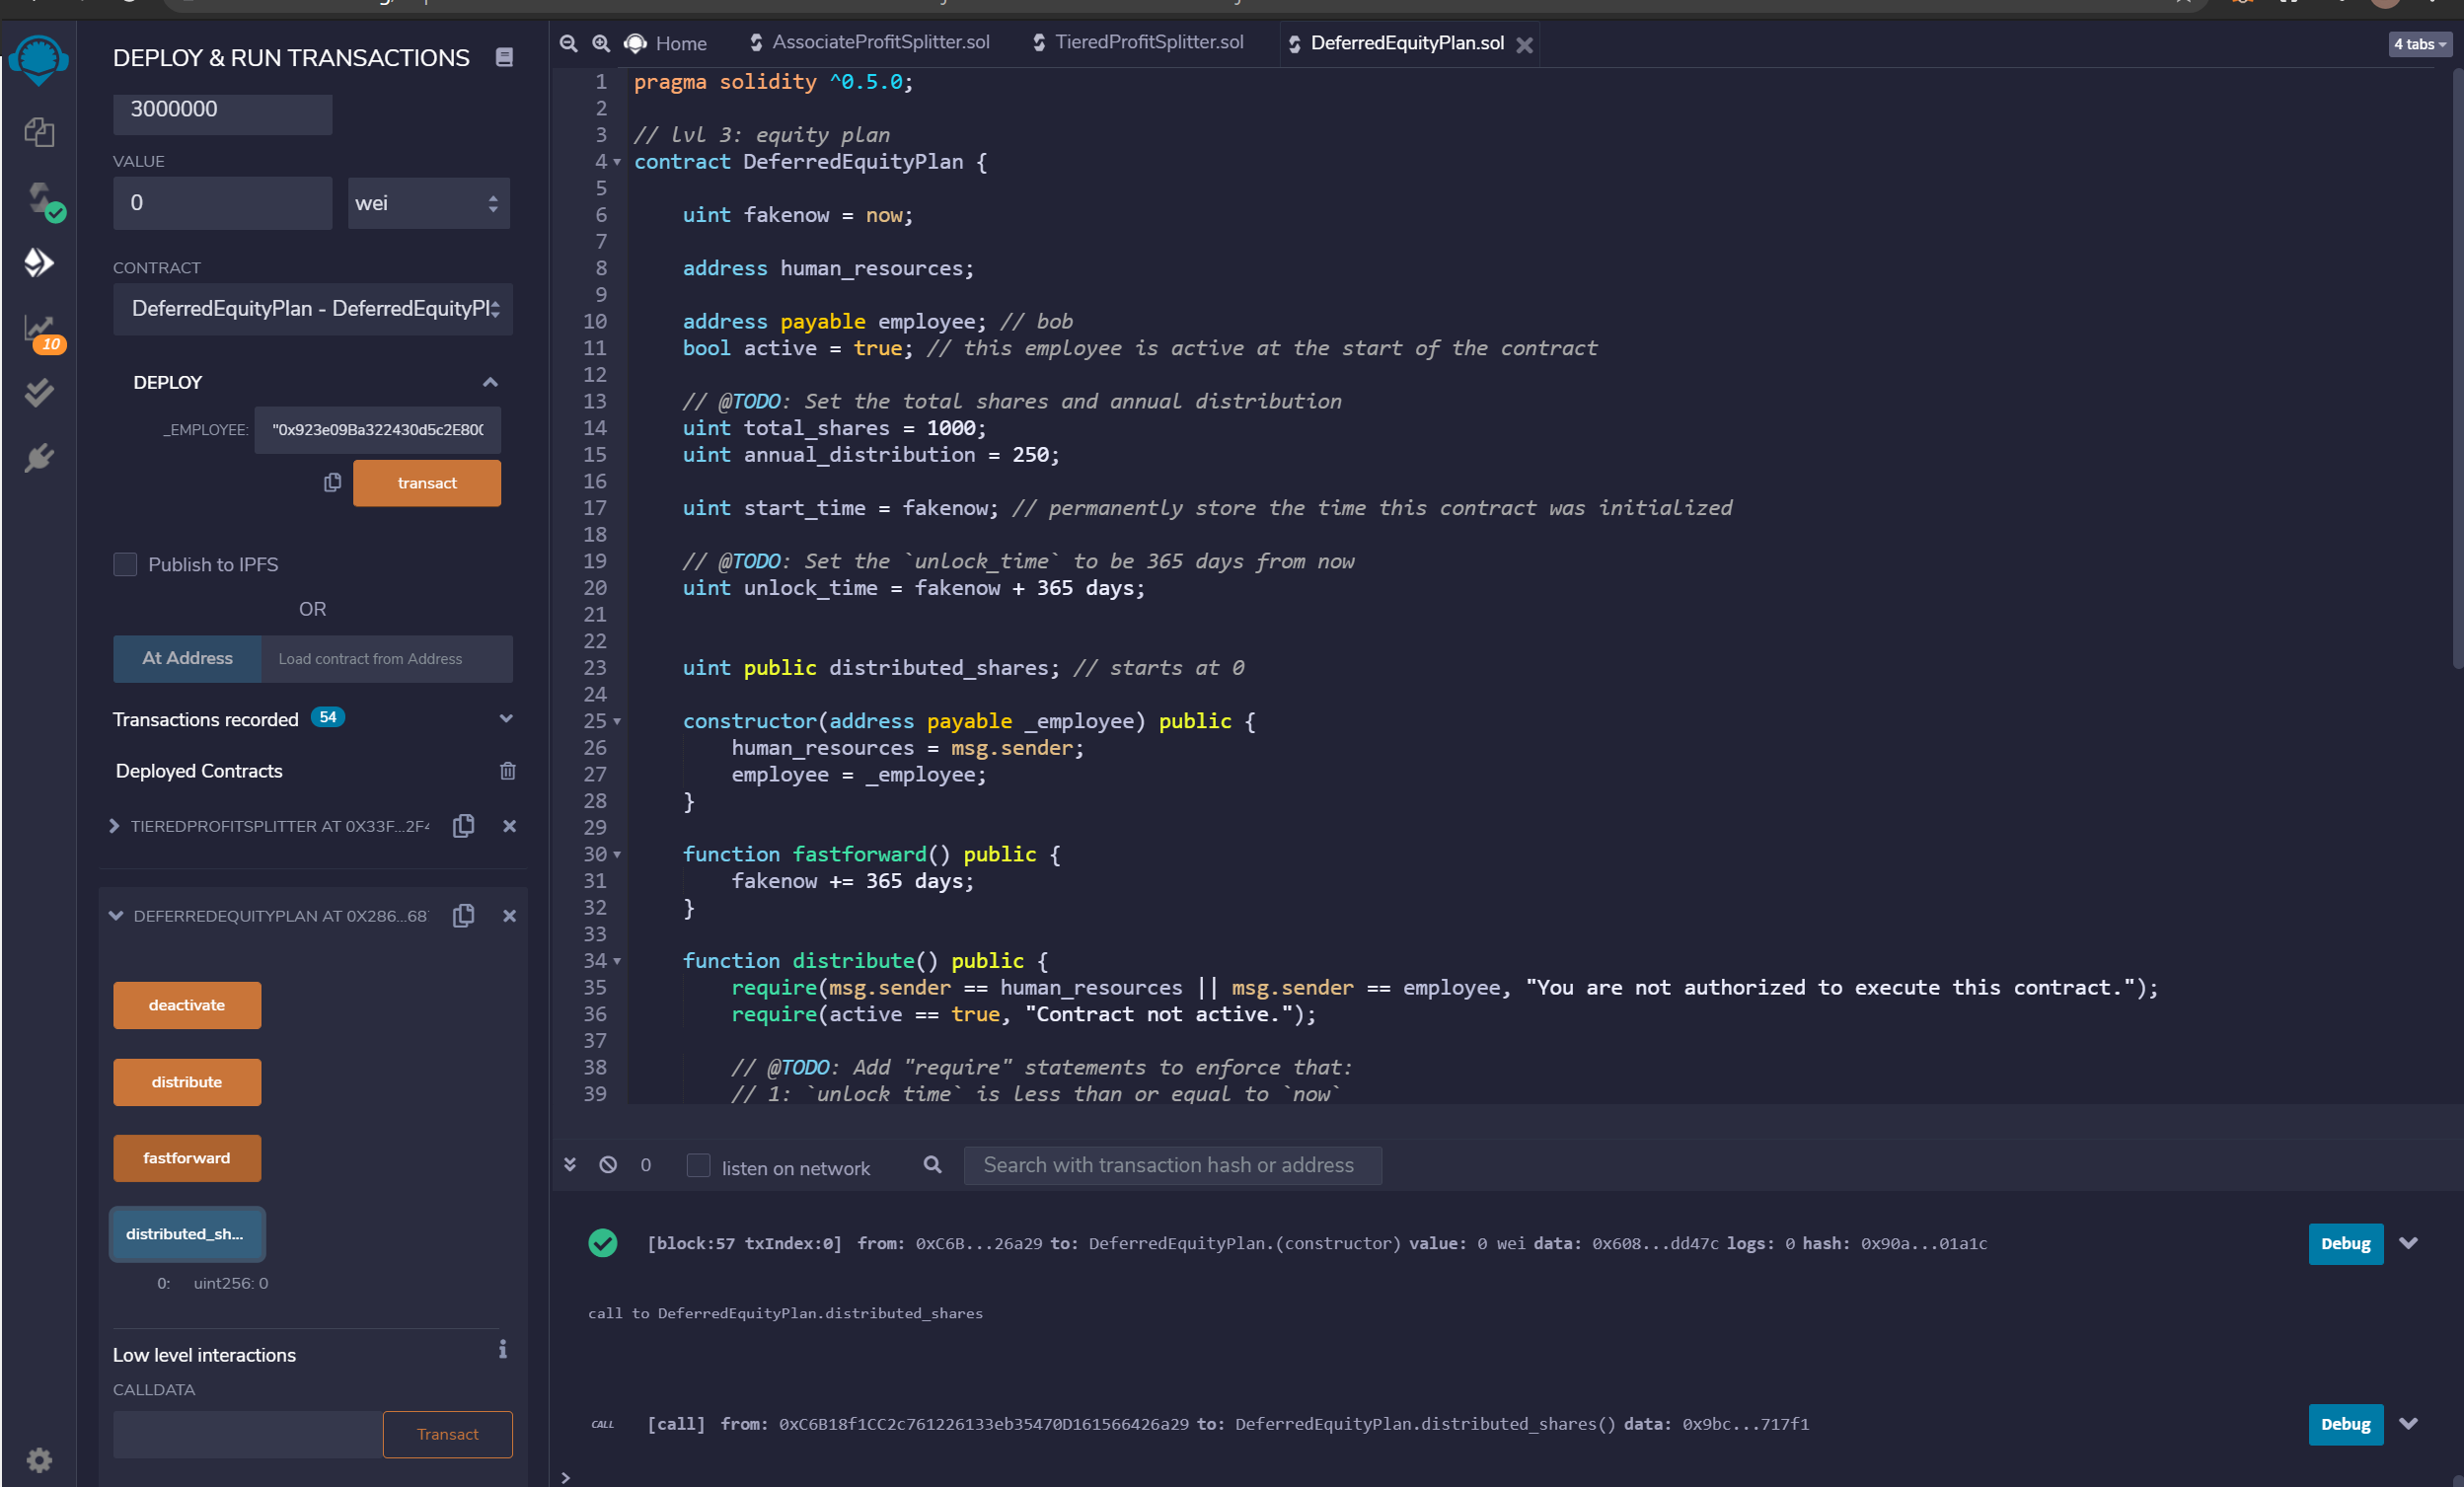 DEPLOY & RUN TRANSACTIONS
3000000
VALUE
0
wei
CONTRACT
DeferredEquityPlan - DeferredEquityPl
DEPLOY
_EMPLOYEE:
"0x923e09Ba322430d5c2E80
transact
Publish to IPFS
OR
At Address
Load contract from Address
Transactions recorded 54
Deployed Contracts
TIEREDPROFITSPLITTER AT 0X33F...2F4
DEFERREDEQUITYPLAN AT 0X286...68
deactivate
distribute
fastforward
distributed_sh...
0: uint256: 0
Low level interactions
i
CALLDATA
Transact
10
Home
AssociateProfitSplitter.sol
TieredProfitSplitter.sol
DeferredEquityPlan.sol
4 tabs
1 pragma solidity ^0.5.0;
2
3 // lvl 3: equity plan
4 contract DeferredEquityPlan {
5
6 uint fakenow = now;
7
8 address human_resources;
9
10 address payable employee; // bob
11 bool active = true; // this employee is active at the start of the contract
12
13 // @TODO: Set the total shares and annual distribution
14 uint total_shares = 1000;
15 uint annual_distribution = 250;
16
17 uint start_time = fakenow; // permanently store the time this contract was initialized
18
19 // @TODO: Set the `unlock_time` to be 365 days from now
20 uint unlock_time = fakenow + 365 days;
21
22
23 uint public distributed_shares; // starts at 0
24
25 constructor(address payable _employee) public {
26 human_resources = msg.sender;
27 employee = _employee;
28 }
29
30 function fastforward() public {
31 fakenow += 365 days;
32 }
33
34 function distribute() public {
35 require(msg.sender == human_resources || msg.sender == employee, "You are not authorized to execute this contract.");
36 require(active == true, "Contract not active.");
37
38 // @TODO: Add "require" statements to enforce that:
39 // 1: `unlock_time` is less than or equal to `now`
0
listen on network
Search with transaction hash or address
[block:57 txIndex:0] from: 0xC6B...26a29 to: DeferredEquityPlan.(constructor) value: 0 wei data: 0x608...dd47c logs: 0 hash: 0x90a...01a1c
Debug
call to DeferredEquityPlan.distributed_shares
CALL
[call] from: 0xC6B18f1CC2c761226133eb35470D161566426a29 to: DeferredEquityPlan.distributed_shares() data: 0x9bc...717f1
Debug
>